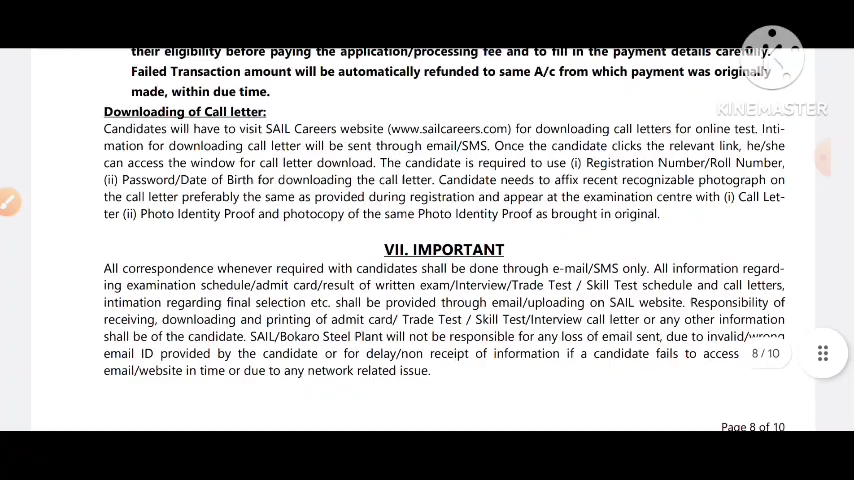 their eligibility before paying the application/processing fee and to fill in the payment details carefully.
Failed Transaction amount will be automatically refunded to same A/c from which payment was originally
made, within due time.
KINEMASTER
Downloading of Call letter:
Candidates will have to visit SAIL Careers website (www.sailcareers.com) for downloading call letters for online test. Inti-
mation for downloading call letter will be sent through email/SMS. Once the candidate clicks the relevant link, he/she
can access the window for call letter download. The candidate is required to use (i) Registration Number/Roll Number,
(ii) Password/Date of Birth for downloading the call letter. Candidate needs to affix recent recognizable photograph on
the call letter preferably the same as provided during registration and appear at the examination centre with (i) Call Let-
ter (ii) Photo Identity Proof and photocopy of the same Photo Identity Proof as brought in original.
VII. IMPORTANT
All correspondence whenever required with candidates shall be done through e-mail/SMS only. All information regard-
ing examination schedule/admit card/result of written exam/Interview/Trade Test / Skill Test schedule and call letters,
intimation regarding final selection etc. shall be provided through email/uploading on SAIL website. Responsibility of
receiving, downloading and printing of admit card/ Trade Test / Skill Test/Interview call letter or any other information
shall be of the candidate. SAIL/Bokaro Steel Plant will not be responsible for any loss of email sent, due to invalid/wrong
email ID provided by the candidate or for delay/non receipt of information if a candidate fails to access
8/10
email/website in time or due to any network related issue.
Page 8 of 10